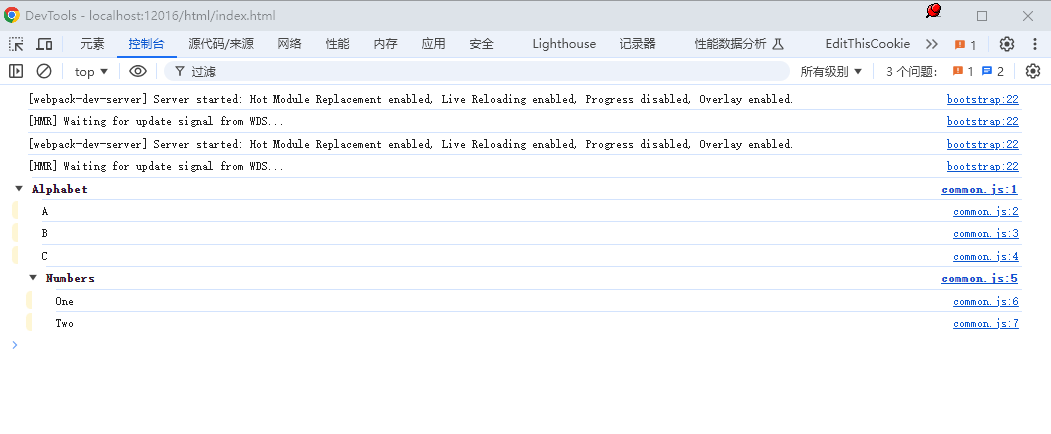 DevTools - localhost:12016/html/index.html
元素 控制台 源代码/来源 网络 性能 内存 应用 安全 Lighthouse 记录器 性能数据分析 EditThisCookie 1
top 过滤 所有级别 3 个问题: 1 2
[webpack-dev-server] Server started: Hot Module Replacement enabled, Live Reloading enabled, Progress disabled, Overlay enabled. bootstrap:22
[HMR] Waiting for update signal from WDS... bootstrap:22
[webpack-dev-server] Server started: Hot Module Replacement enabled, Live Reloading enabled, Progress disabled, Overlay enabled. bootstrap:22
[HMR] Waiting for update signal from WDS... bootstrap:22
Alphabet common.js:1
A common.js:2
B common.js:3
C common.js:4
Numbers common.js:5
One common.js:6
Two common.js:7